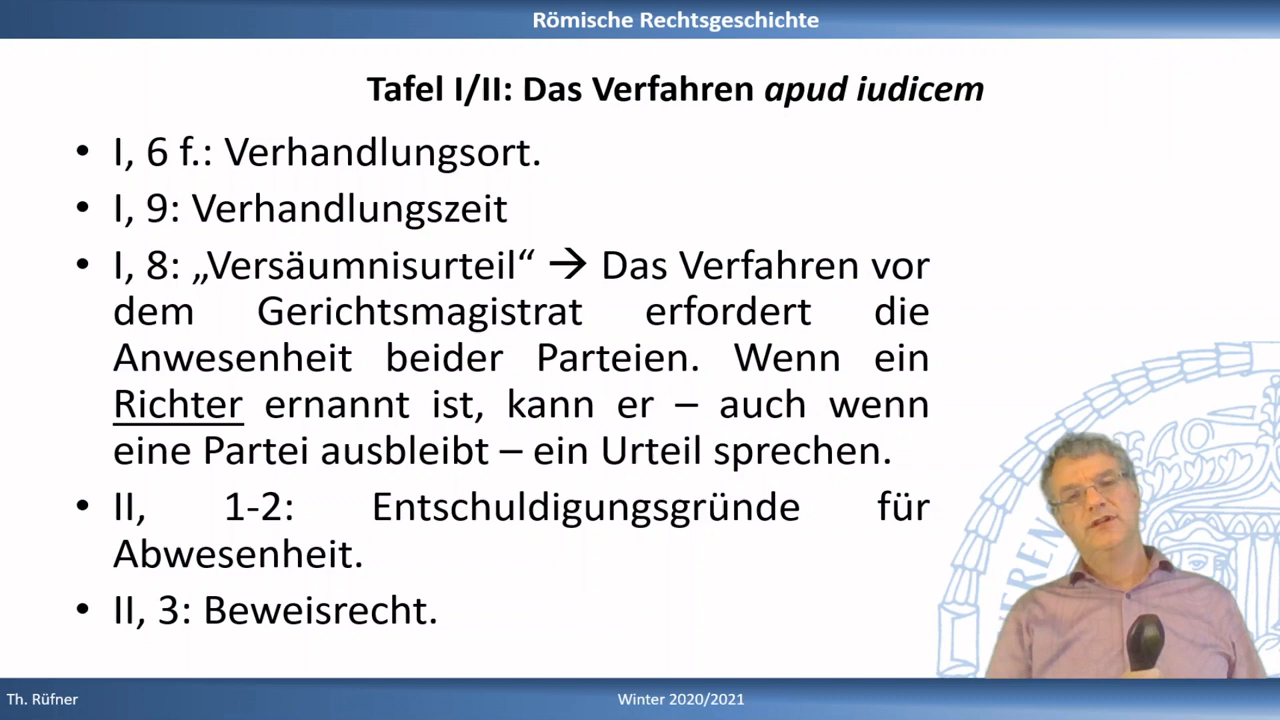 Römische Rechtsgeschichte
Tafel I/II: Das Verfahren apud iudicem
• I, 6 f.: Verhandlungsort.
• I, 9: Verhandlungszeit
• I, 8: „Versäumnisurteil“ → Das Verfahren vor
dem Gerichtsmagistrat erfordert die
Anwesenheit beider Parteien. Wenn ein
Richter ernannt ist, kann er – auch wenn
eine Partei ausbleibt – ein Urteil sprechen.
• II, 1-2: Entschuldigungsgründe für
Abwesenheit.
• II, 3: Beweisrecht.
Th. Rüfner
Winter 2020/2021